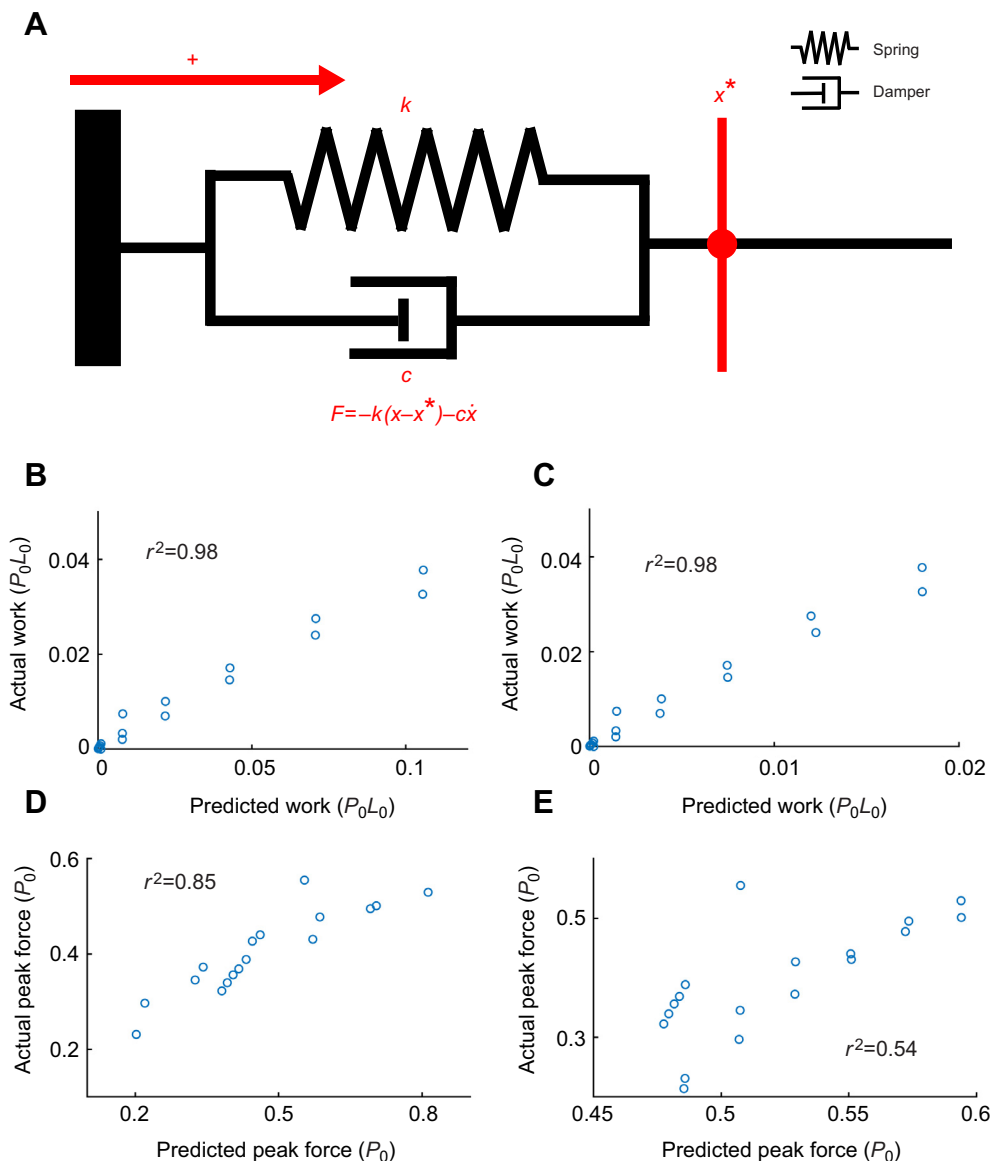 A
+
Spring
Damper
k
x*
c
F=–k(x–x*)–cẋ
B
r²=0.98
Actual work (P₀L₀)
0.04
0.02
0
0
0.05
0.1
Predicted work (P₀L₀)
C
r²=0.98
Actual work (P₀L₀)
0.04
0.02
0
0
0.01
0.02
Predicted work (P₀L₀)
D
r²=0.85
Actual peak force (P₀)
0.6
0.4
0.2
0.2
0.5
0.8
Predicted peak force (P₀)
E
Actual peak force (P₀)
0.5
0.3
r²=0.54
0.45
0.5
0.55
0.6
Predicted peak force (P₀)